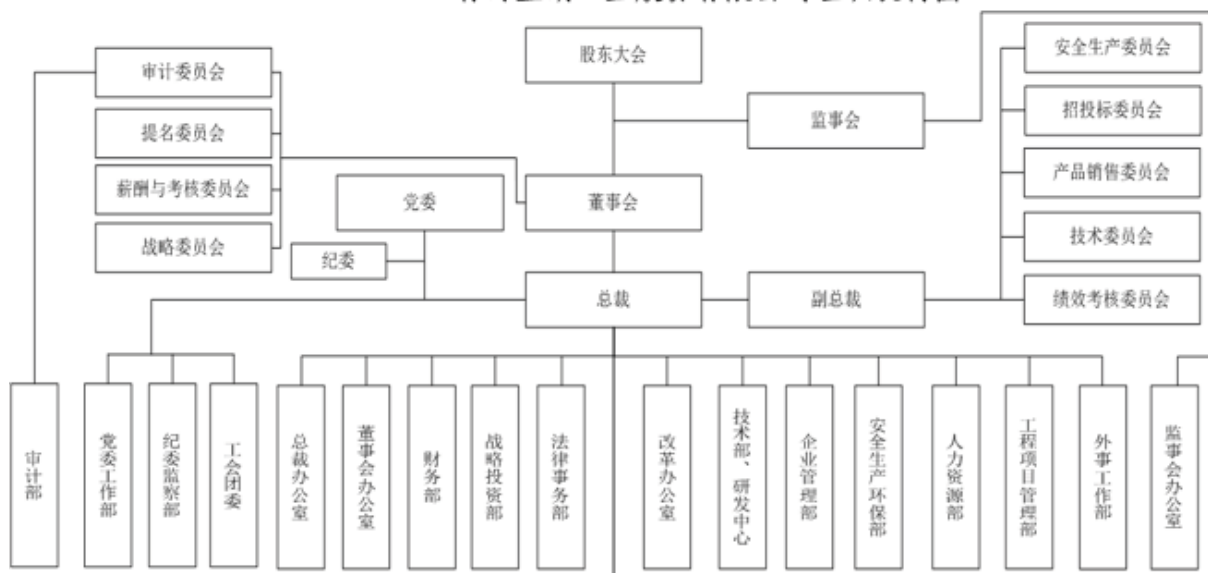 股东大会
安全生产委员会
审计委员会
招投标委员会
监事会
提名委员会
产品销售委员会
薪酬与考核委员会
党委
董事会
技术委员会
战略委员会
纪委
总裁
副总裁
绩效考核委员会
审计部
党委工作部
纪委监察部
工会团委
总裁办公室
董事会办公室
财务部
战略投资部
法律事务部
改革办公室
技术部、研发中心
企业管理部
安全生产环保部
人力资源部
工程项目管理部
外事工作部
监事会办公室